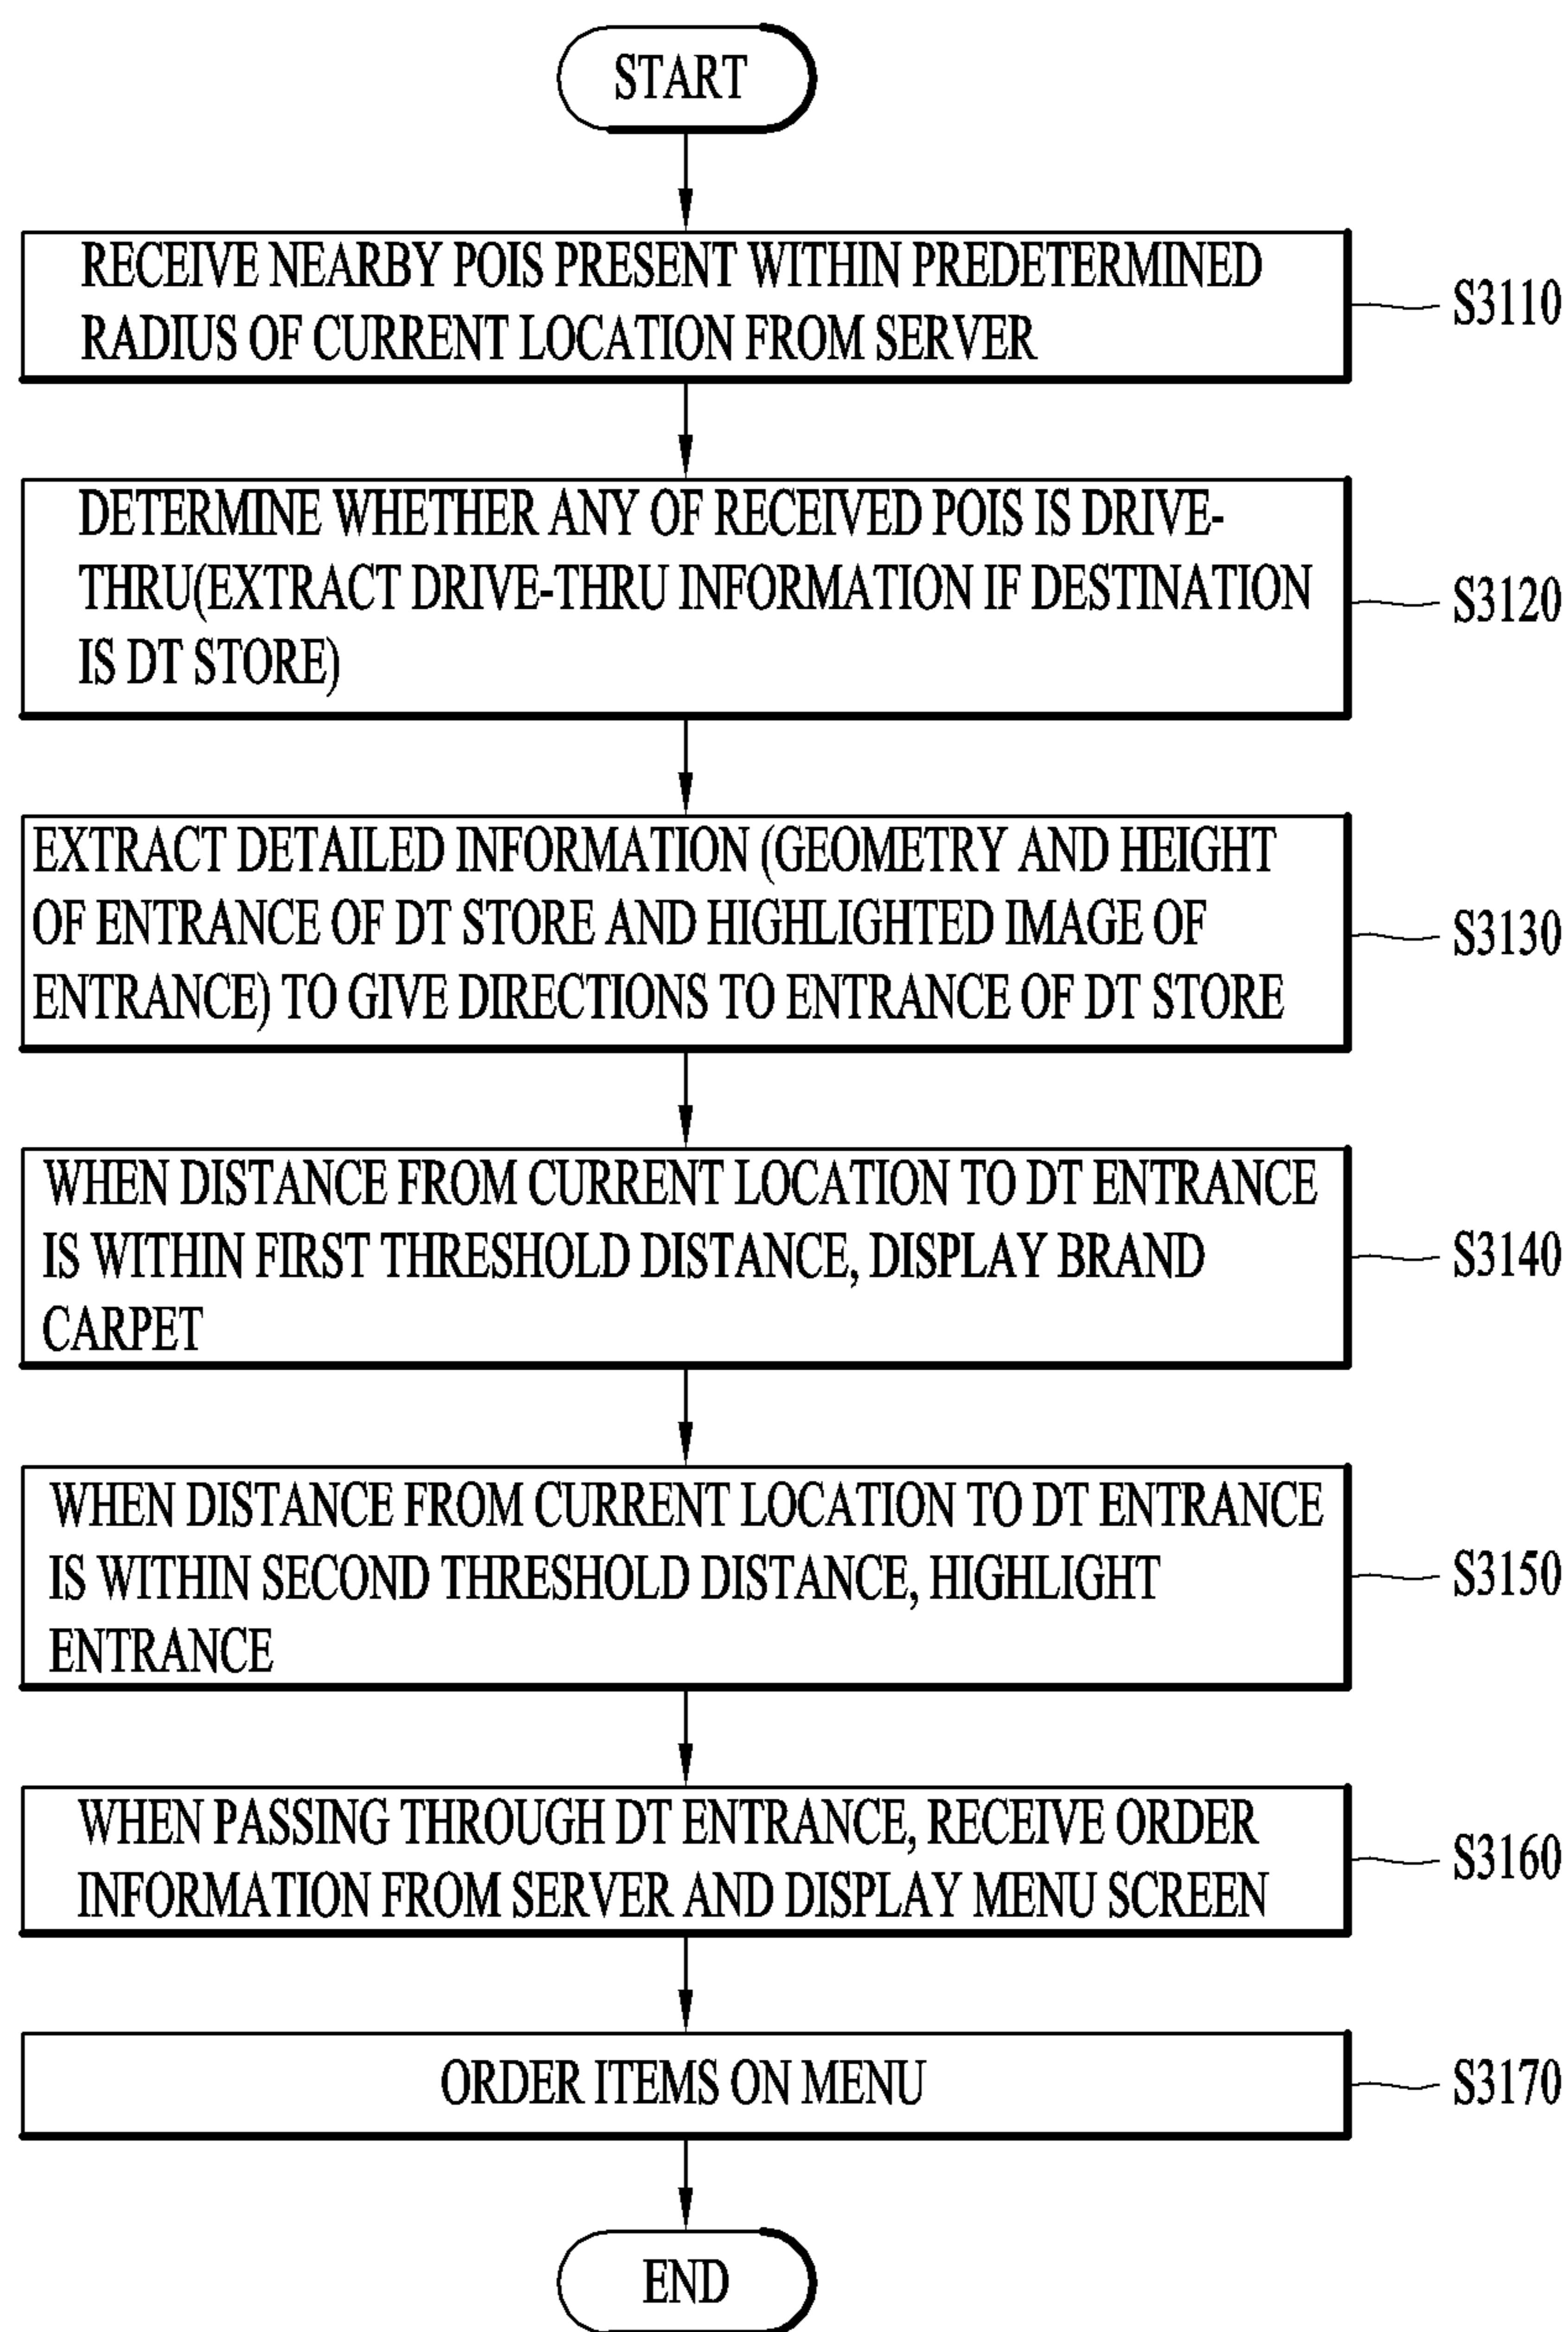 START
RECEIVE NEARBY POIS PRESENT WITHIN PREDETERMINED
RADIUS OF CURRENT LOCATION FROM SERVER
S3110
DETERMINE WHETHER ANY OF RECEIVED POIS IS DRIVE-
THRU(EXTRACT DRIVE-THRU INFORMATION IF DESTINATION
IS DT STORE)
S3120
EXTRACT DETAILED INFORMATION (GEOMETRY AND HEIGHT
OF ENTRANCE OF DT STORE AND HIGHLIGHTED IMAGE OF
ENTRANCE) TO GIVE DIRECTIONS TO ENTRANCE OF DT STORE
S3130
WHEN DISTANCE FROM CURRENT LOCATION TO DT ENTRANCE
IS WITHIN FIRST THRESHOLD DISTANCE, DISPLAY BRAND
CARPET
S3140
WHEN DISTANCE FROM CURRENT LOCATION TO DT ENTRANCE
IS WITHIN SECOND THRESHOLD DISTANCE, HIGHLIGHT
ENTRANCE
S3150
WHEN PASSING THROUGH DT ENTRANCE, RECEIVE ORDER
INFORMATION FROM SERVER AND DISPLAY MENU SCREEN
S3160
ORDER ITEMS ON MENU
S3170
END